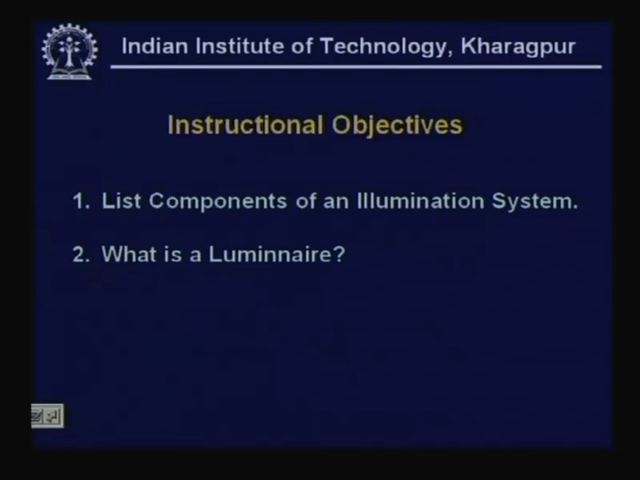 Indian Institute of Technology, Kharagpur
Instructional Objectives
1. List Components of an Illumination System.
2. What is a Luminnaire?